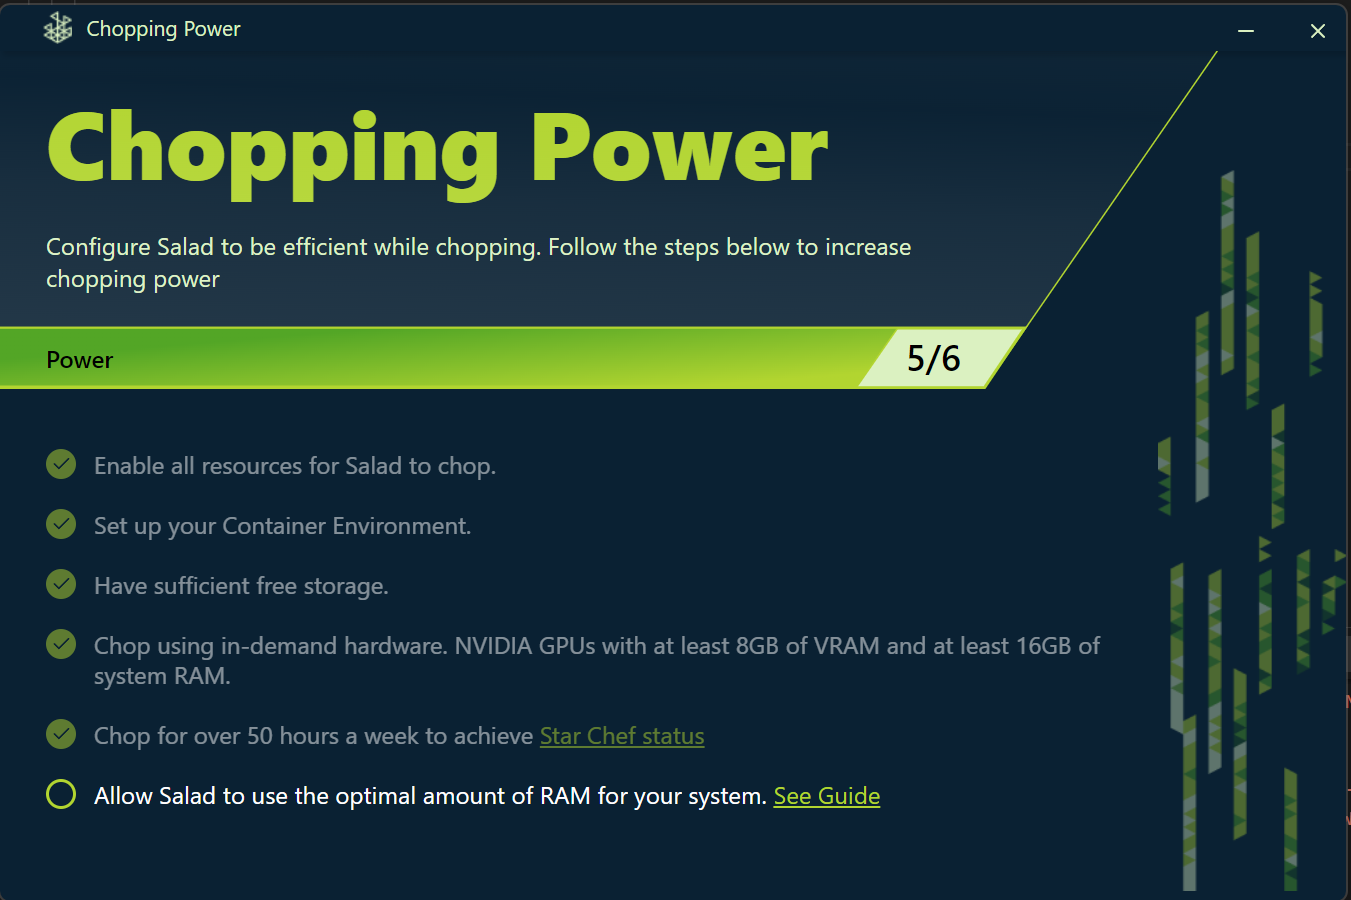 Chopping Power
Chopping Power
Configure Salad to be efficient while chopping. Follow the steps below to increase
chopping power
Power
5/6
Enable all resources for Salad to chop.
Set up your Container Environment.
Have sufficient free storage.
Chop using in-demand hardware. NVIDIA GPUs with at least 8GB of VRAM and at least 16GB of
system RAM.
Chop for over 50 hours a week to achieve Star Chef status
Allow Salad to use the optimal amount of RAM for your system. See Guide